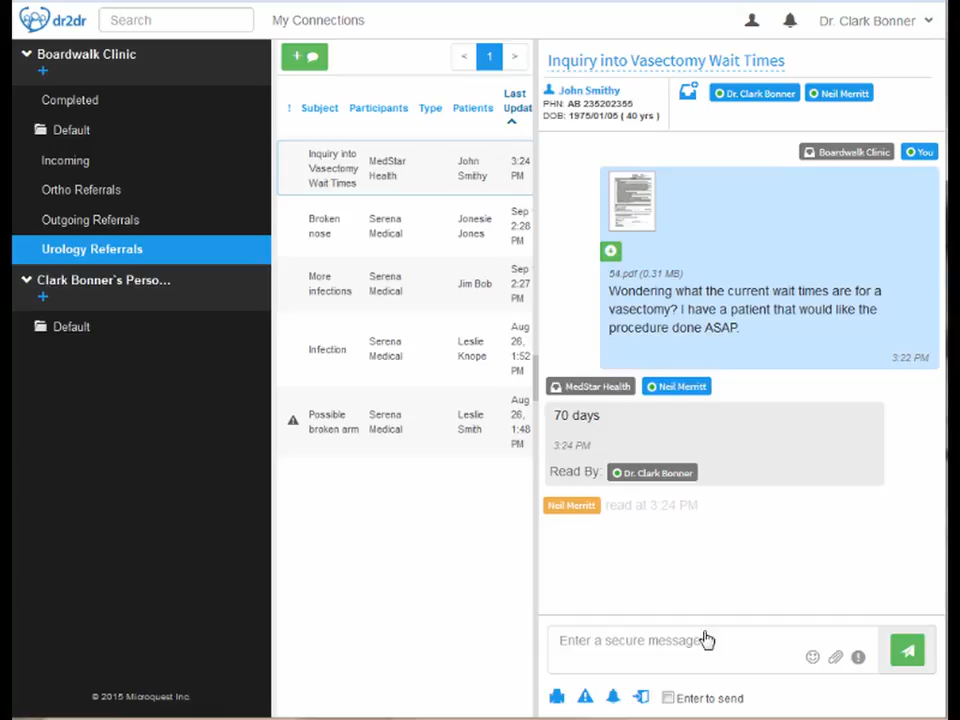 dr2dr
Search
My Connections
Dr. Clark Bonner
Boardwalk Clinic
+
Completed
Default
Incoming
Ortho Referrals
Outgoing Referrals
Urology Referrals
Clark Bonner's Perso...
+
Default
© 2015 Microquest Inc.
+
< 1 >
! Subject Participants Type Patients Last
Updat
Inquiry into
Vasectomy
Wait Times
MedStar
Health
John
Smithy
3:24
PM
Broken
nose
Serena
Medical
Jonesie
Jones
Sep
2:28
PM
More
infections
Serena
Medical
Jim Bob
Sep
2:27
PM
Infection
Serena
Medical
Leslie
Knope
Aug
26,
1:52
PM
Possible
broken arm
Serena
Medical
Leslie
Smith
Aug
26,
1:48
PM
Inquiry into Vasectomy Wait Times
John Smithy
PHN: AB 235202355
DOB: 1975/01/05 ( 40 yrs )
Dr. Clark Bonner
Neil Merritt
Boardwalk Clinic
You
54.pdf (0.31 MB)
Wondering what the current wait times are for a
vasectomy? I have a patient that would like the
procedure done ASAP.
3:22 PM
MedStar Health
Neil Merritt
70 days
3:24 PM
Read By: Dr. Clark Bonner
Neil Merritt read at 3:24 PM
Enter a secure message
Enter to send